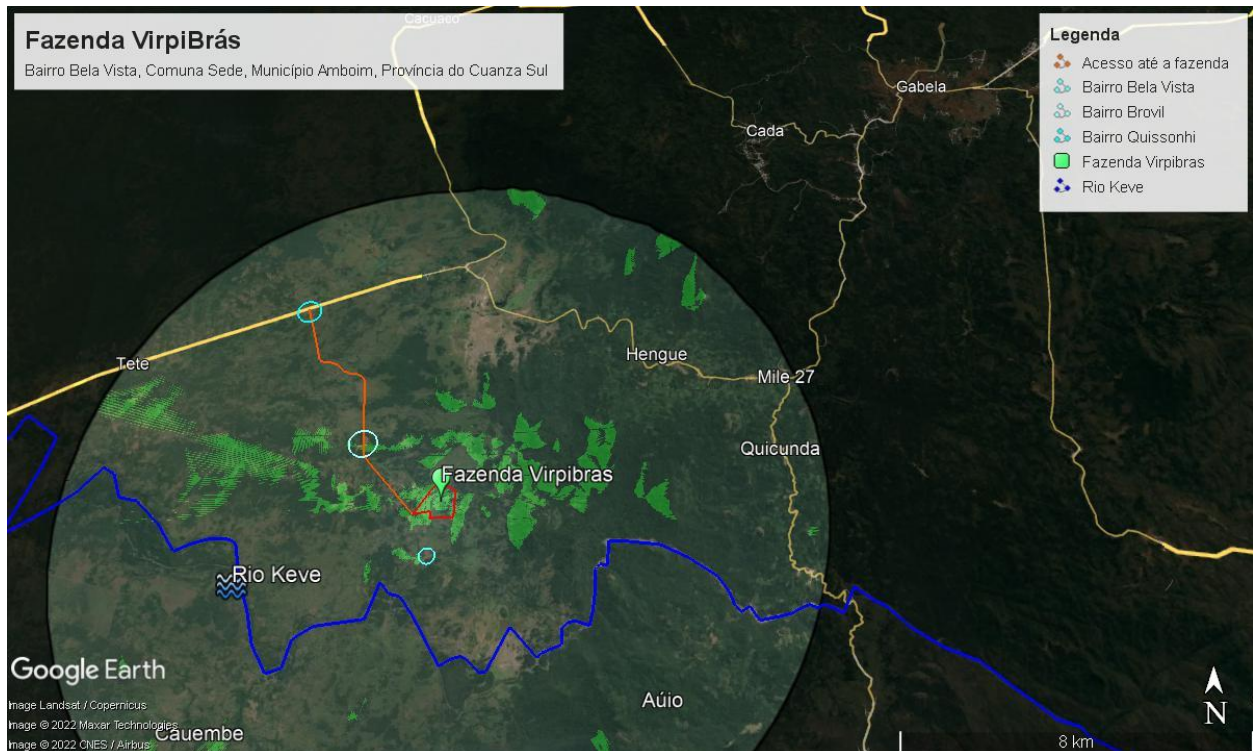 Cacuaco
Fazenda VirpiBrás
Bairro Bela Vista, Comuna Sede, Município Amboim, Província do Cuanza Sul
Legenda
Acesso até a fazenda
Bairro Bela Vista
Bairro Brovil
Bairro Quissonhi
Fazenda Virpibras
Rio Keve
Gabela
Cada
Hengue
Tete
Mile 27
Quicunda
Fazenda Virpibras
Rio Keve
Google Earth
Aúio
Image Landsat / Copernicus
Image © 2022 Maxar Technologies
Image © 2022 CNES / Airbus
Cauembe
N
8 km